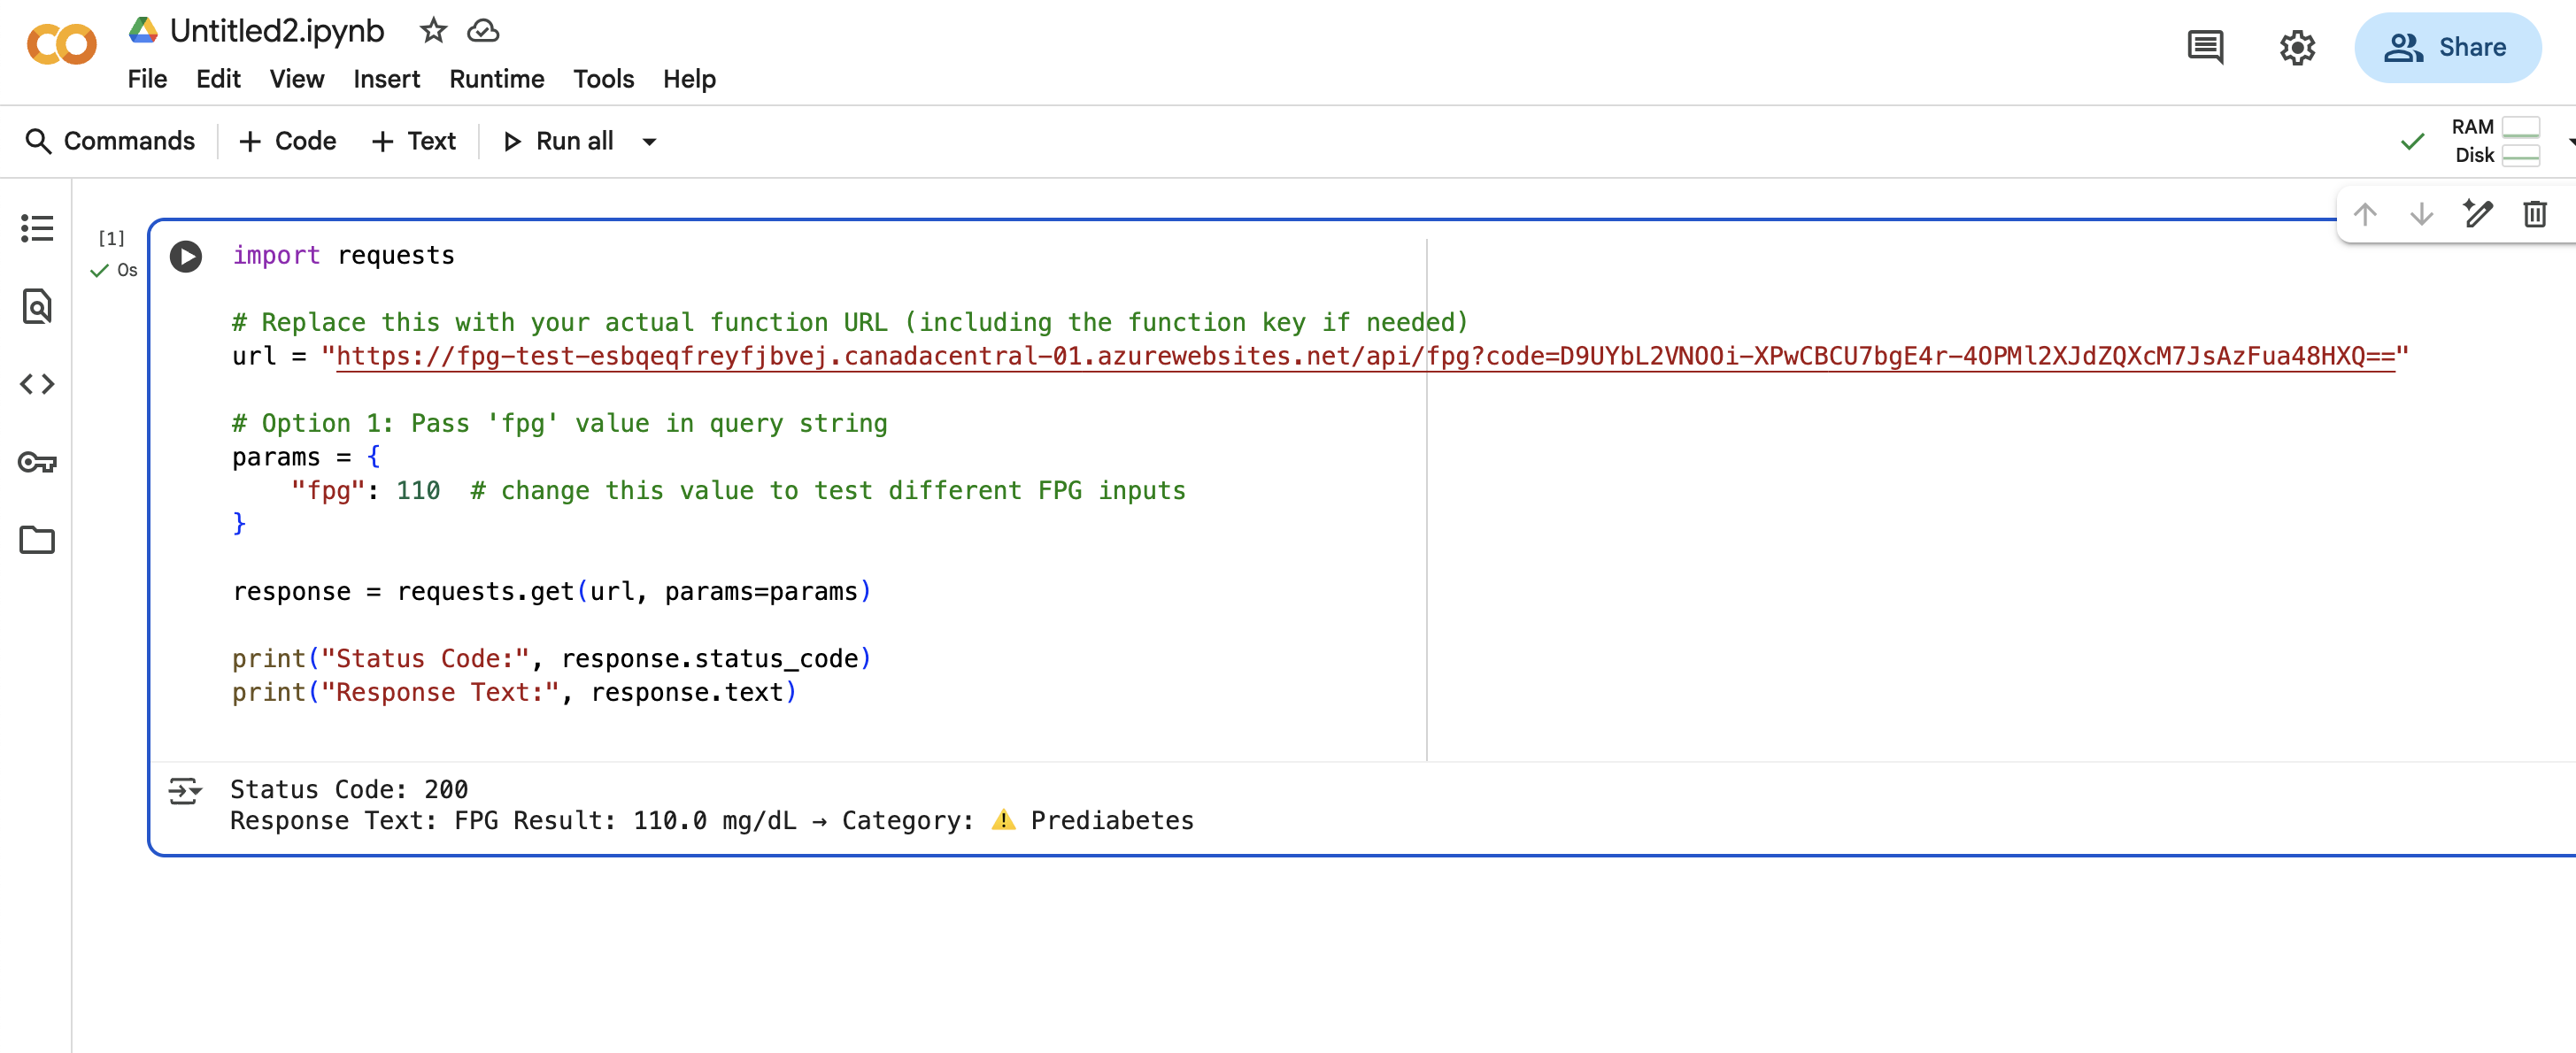 Untitled2.ipynb
File Edit View Insert Runtime Tools Help
Share
Commands + Code + Text Run all
RAM
Disk
[1]
0s
import requests
# Replace this with your actual function URL (including the function key if needed)
url = "https://fpg-test-esbqeqfreyfjbvej.canadacentral-01.azurewebsites.net/api/fpg?code=D9UYbL2VNOOi-XPwCBCU7bgE4r-4OPMl2XJdZQXcM7JsAzFua48HXQ=="
# Option 1: Pass 'fpg' value in query string
params = {
"fpg": 110 # change this value to test different FPG inputs
}
response = requests.get(url, params=params)
print("Status Code:", response.status_code)
print("Response Text:", response.text)
Status Code: 200
Response Text: FPG Result: 110.0 mg/dL → Category: ⚠️ Prediabetes